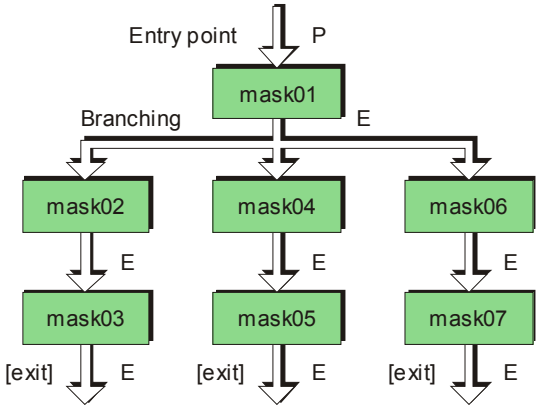 Entry point P
mask01
Branching E
mask02 mask04 mask06
E E E
mask03 mask05 mask07
[exit] E [exit] E [exit] E